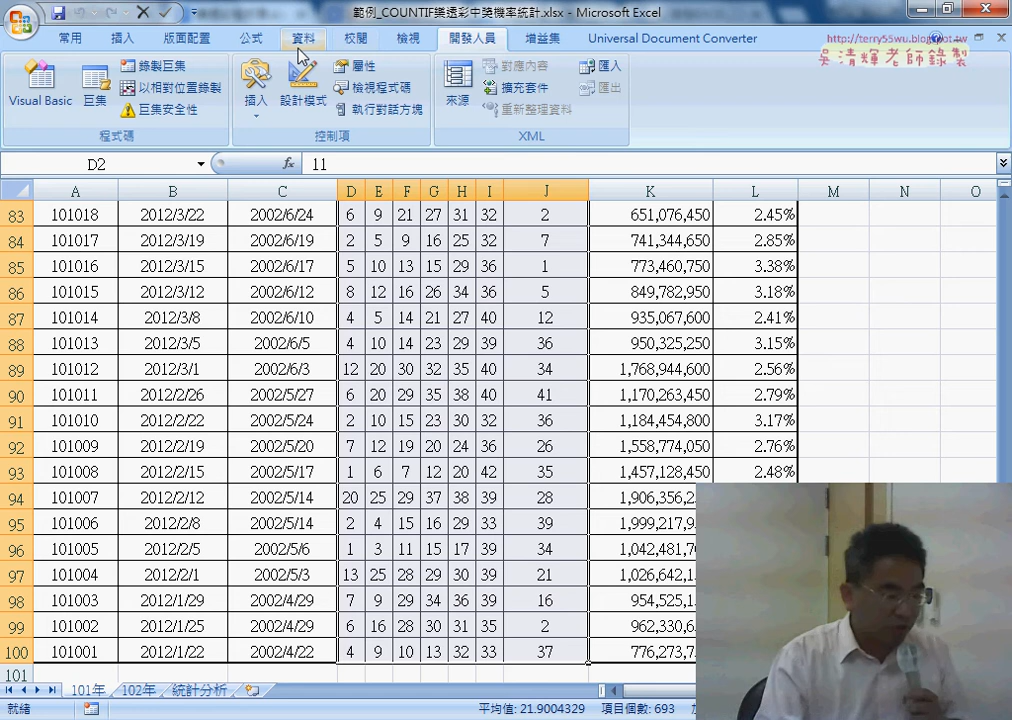 範例_COUNTIF樂透彩中獎機率統計.xlsx - Microsoft Excel
常用 插入 版面配置 公式 資料 校閱 檢視 開發人員 增益集 Universal Document Converter
http://terry55wu.blogspot.tw
吳清輝老師錄製
Visual Basic 巨集 錄製巨集 以相對位置錄製 巨集安全性
插入 設計模式 屬性 檢視程式碼 執行對話方塊
來源 對應內容 擴充套件 重新整理資料 匯入 匯出
程式碼 控制項 XML
D2 fx 11
A B C D E F G H I J K L M N O
83 101018 2012/3/22 2002/6/24 6 9 21 27 31 32 2 651,076,450 2.45%
84 101017 2012/3/19 2002/6/19 2 5 9 16 25 32 7 741,344,650 2.85%
85 101016 2012/3/15 2002/6/17 5 10 13 15 29 36 1 773,460,750 3.38%
86 101015 2012/3/12 2002/6/12 8 12 16 26 34 36 5 849,782,950 3.18%
87 101014 2012/3/8 2002/6/10 4 5 14 21 27 40 12 935,067,600 2.41%
88 101013 2012/3/5 2002/6/5 4 10 14 23 29 39 36 950,325,250 3.15%
89 101012 2012/3/1 2002/6/3 12 20 30 32 35 40 34 1,768,944,600 2.56%
90 101011 2012/2/26 2002/5/27 6 20 29 35 38 40 41 1,170,263,450 2.79%
91 101010 2012/2/22 2002/5/24 2 10 15 23 30 32 36 1,184,454,800 3.17%
92 101009 2012/2/19 2002/5/20 7 12 19 20 24 36 26 1,558,774,050 2.76%
93 101008 2012/2/15 2002/5/17 1 6 7 12 20 42 35 1,457,128,450 2.48%
94 101007 2012/2/12 2002/5/14 20 25 29 37 38 39 28 1,906,356,2
95 101006 2012/2/8 2002/5/14 2 4 15 16 29 33 39 1,999,217,9
96 101005 2012/2/5 2002/5/6 1 3 11 15 17 39 34 1,042,481,7
97 101004 2012/2/1 2002/5/3 13 25 28 29 30 39 21 1,026,642,1
98 101003 2012/1/29 2002/4/29 7 9 29 34 36 39 16 954,525,1
99 101002 2012/1/25 2002/4/29 6 16 28 30 31 35 2 962,330,6
100 101001 2012/1/22 2002/4/22 4 9 10 13 32 33 37 776,273,7
101
101年 102年 統計分析
就緒 平均值: 21.9004329 項目個數: 693